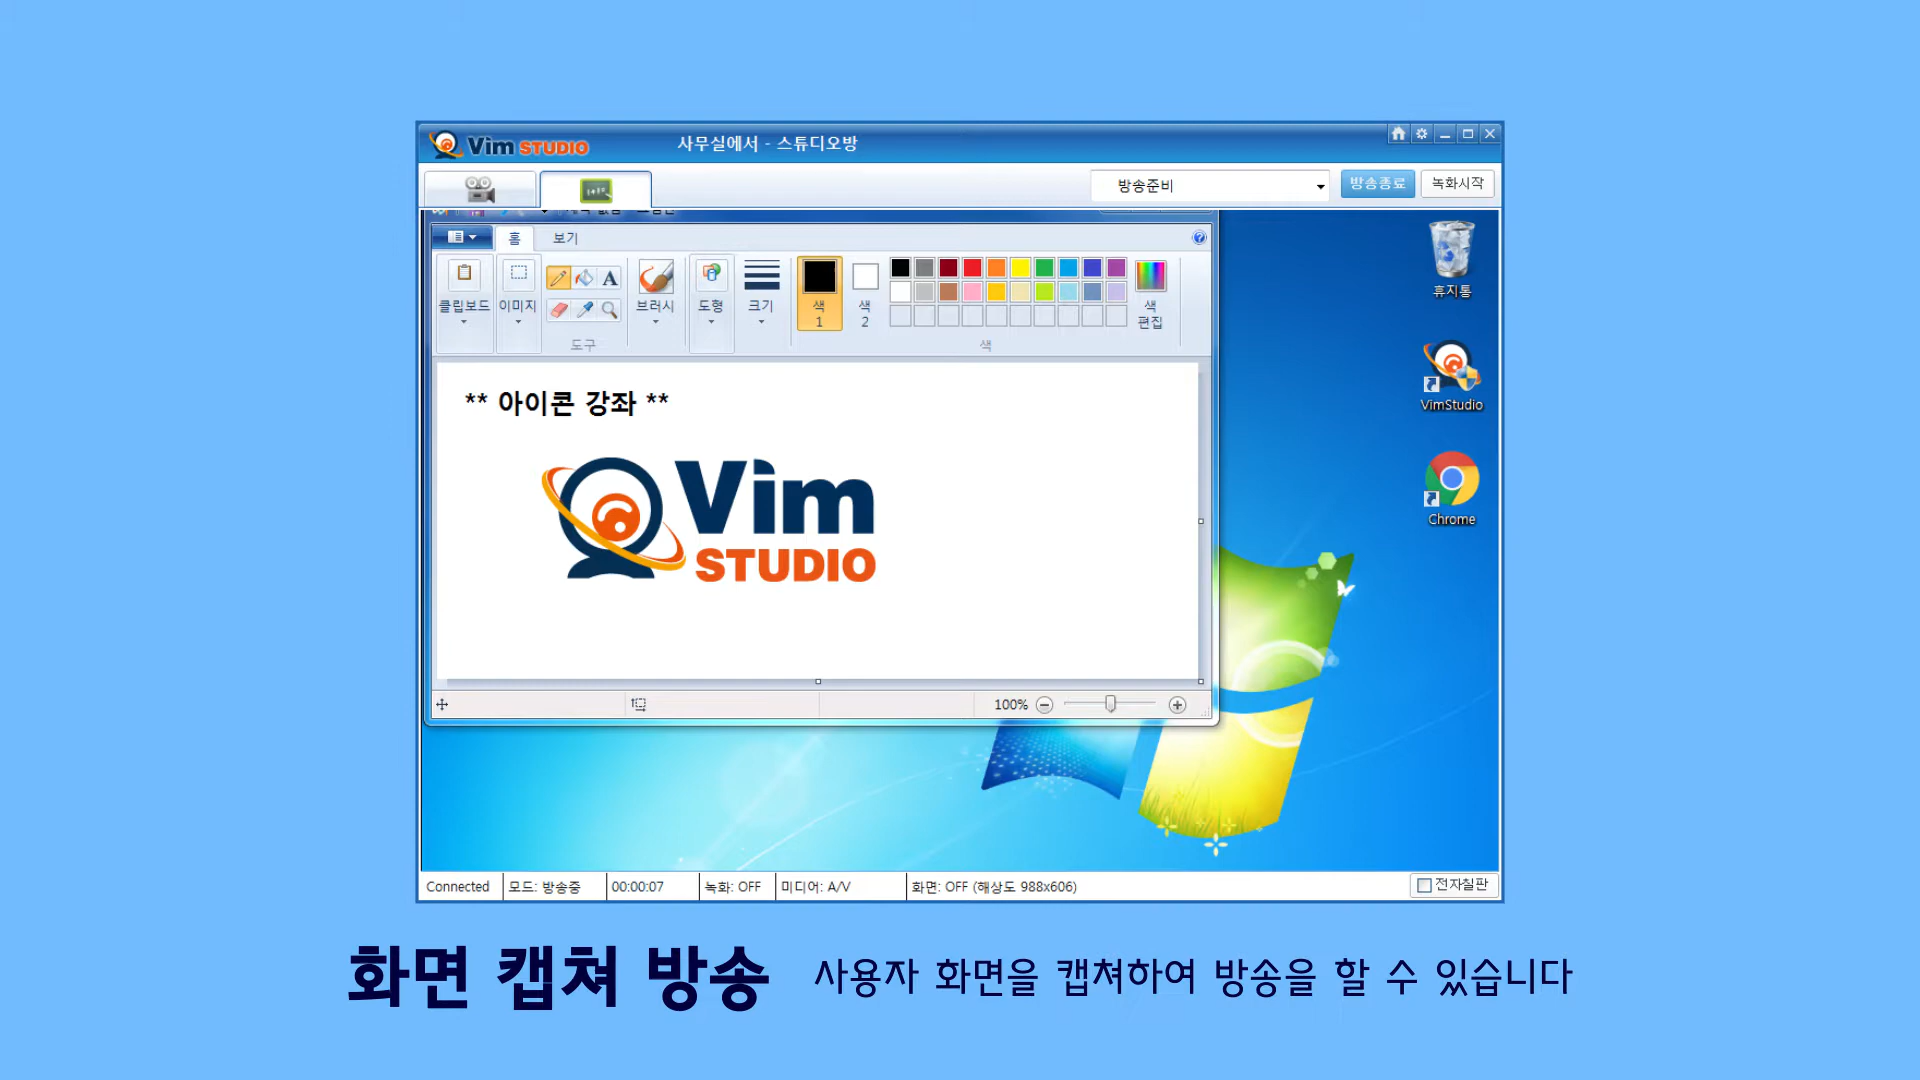 Vim STUDIO
사무실에서 - 스튜디오방
방송준비
방송종료
녹화시작
홈
보기
클립보드
이미지
A
도구
브러시
도형
크기
색
1
색
2
색
편집
색
** 아이콘 강좌 **
Vim
STUDIO
100%
휴지통
VimStudio
Chrome
Connected
모드: 방송중
00:00:07
녹화: OFF
미디어: A/V
화면: OFF (해상도 988x606)
전자칠판
화면 캡쳐 방송
사용자 화면을 캡쳐하여 방송을 할 수 있습니다